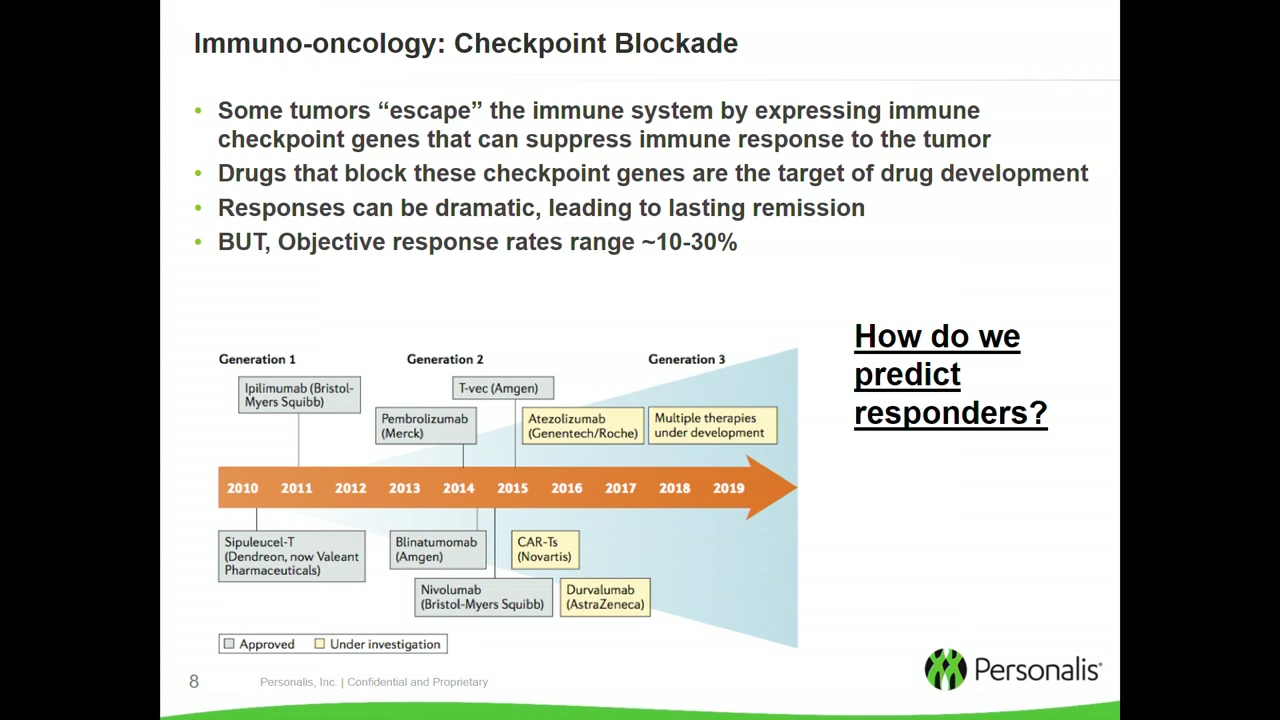 Immuno-oncology: Checkpoint Blockade
• Some tumors “escape” the immune system by expressing immune
checkpoint genes that can suppress immune response to the tumor
• Drugs that block these checkpoint genes are the target of drug development
• Responses can be dramatic, leading to lasting remission
• BUT, Objective response rates range ~10-30%
How do we
predict
responders?
Generation 1
Generation 2
Generation 3
Ipilimumab (Bristol-
Myers Squibb)
T-vec (Amgen)
Pembrolizumab
(Merck)
Atezolizumab
(Genentech/Roche)
Multiple therapies
under development
2010 2011 2012 2013 2014 2015 2016 2017 2018 2019
Sipuleucel-T
(Dendreon, now Valeant
Pharmaceuticals)
Blinatumomab
(Amgen)
CAR-Ts
(Novartis)
Nivolumab
(Bristol-Myers Squibb)
Durvalumab
(AstraZeneca)
Approved
Under investigation
8
Personalis, Inc. | Confidential and Proprietary
Personalis